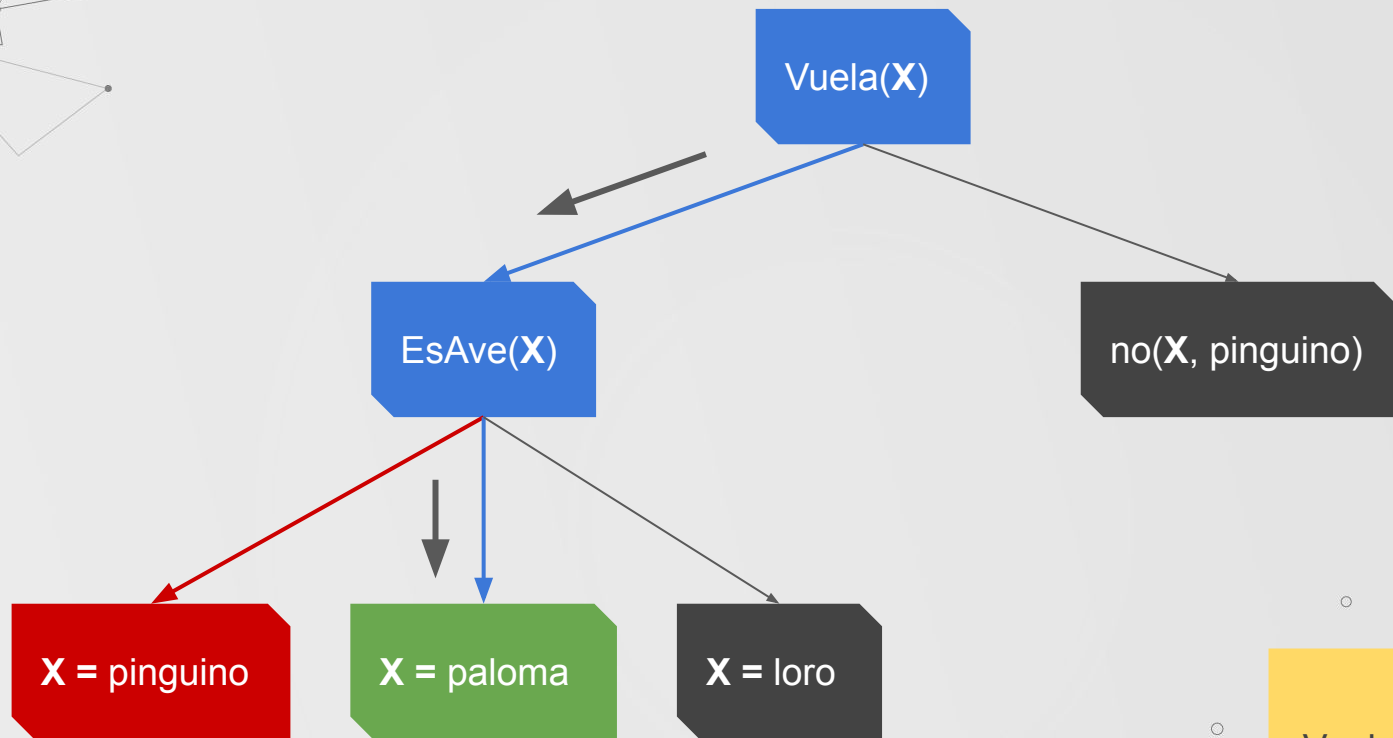 Vuela(X)
EsAve(X)
no(X, pinguino)
X = pinguino
X = paloma
X = loro